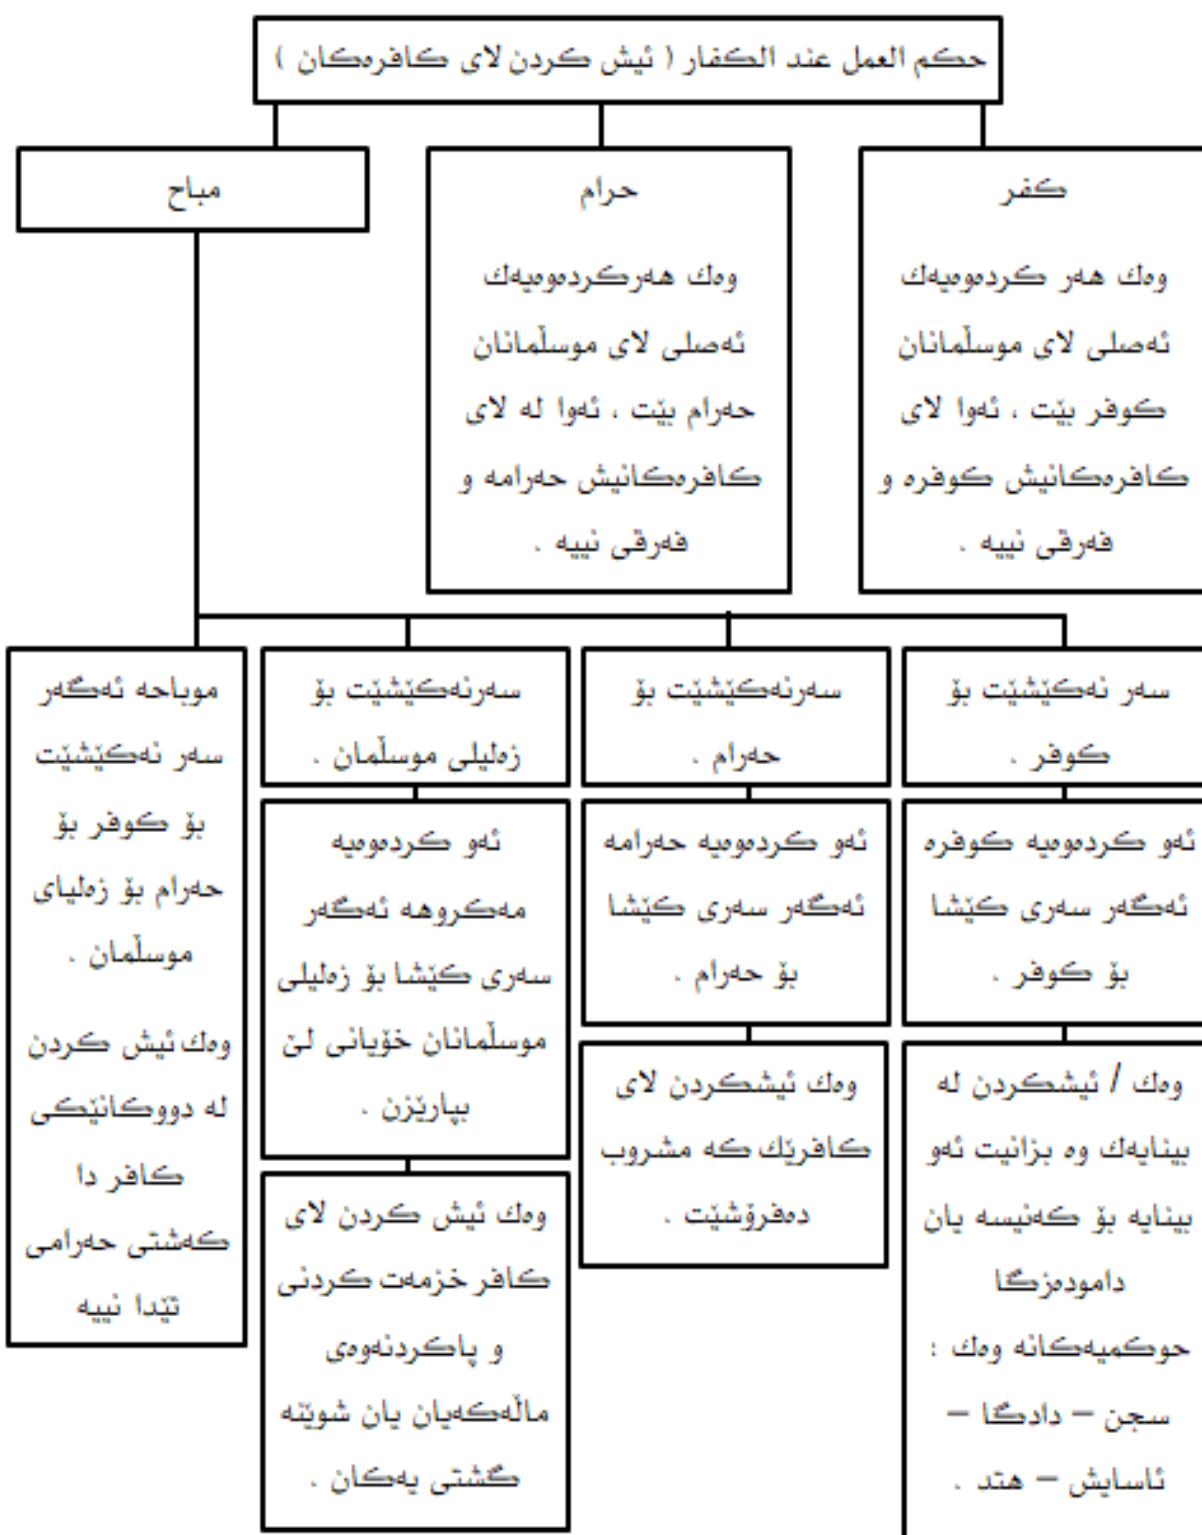 حكم العمل عند الكفار ( ئیش كردن لای كافرەكان )
كفر
وەك هەر كردەوەیەك
ئەصلی لای موسڵمانان
كوفر بێت ، ئەوا لای
كافرەكانیش كوفرە و
فەرقی نییە .
حرام
وەك هەركردەوەیەك
ئەصلی لای موسڵمانان
حەرام بێت ، ئەوا لە لای
كافرەكانیش حەرامە و
فەرقی نییە .
مباح
سەر نەكێشێت بۆ
كوفر .
ئەو كردەوەیە كوفرە
ئەگەر سەری كێشا
بۆ كوفر .
وەك / ئیشكردن لە
بینایەك وە بزانیت ئەو
بینایە بۆ كەنیسە یان
دامودەزگا
حوكمیەكانە وەك :
سجن – دادگا –
ئاسایش – هتد .
سەرنەكێشێت بۆ
حەرام .
ئەو كردەوەیە حەرامە
ئەگەر سەری كێشا
بۆ حەرام .
وەك ئیشكردن لای
كافرێك كە مشروب
دەفرۆشێت .
سەرنەكێشێت بۆ
زەلیلی موسڵمان .
ئەو كردەوەیە
مەكروهە ئەگەر
سەری كێشا بۆ زەلیلی
موسڵمانان خۆیانی لێ
بپارێزن .
وەك ئیش كردن لای
كافر خزمەت كردنی
و پاكردنەوەی
ماڵەكەیان یان شوێنە
گشتی یەكان .
موباحە ئەگەر
سەر نەكێشێت
بۆ كوفر بۆ
حەرام بۆ زەلیای
موسڵمان .
وەك ئیش كردن
لە دووكانێكی
كافر دا
كەشتی حەرامی
تێدا نییە